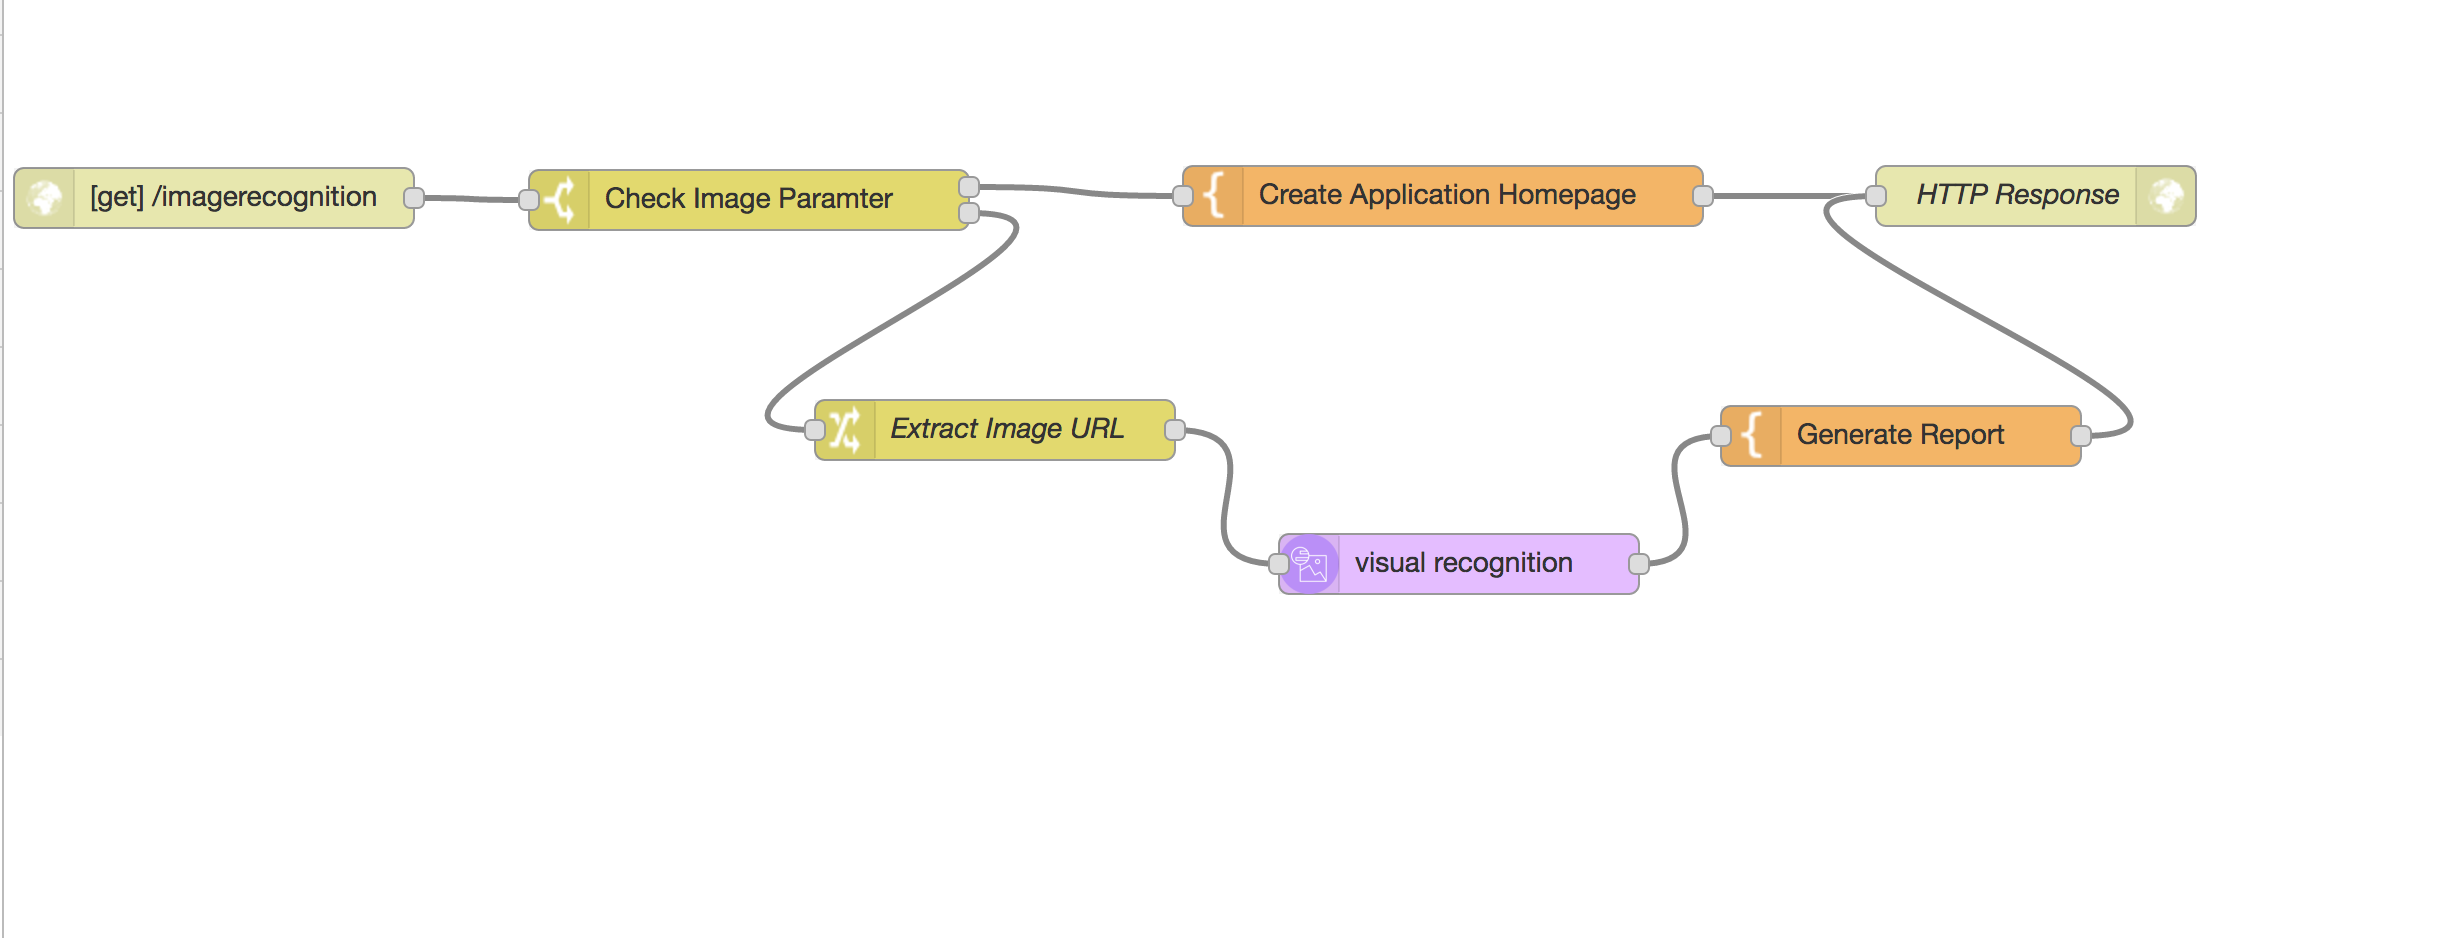 [get] /imagerecognition
Check Image Paramter
Create Application Homepage
HTTP Response
Extract Image URL
Generate Report
visual recognition